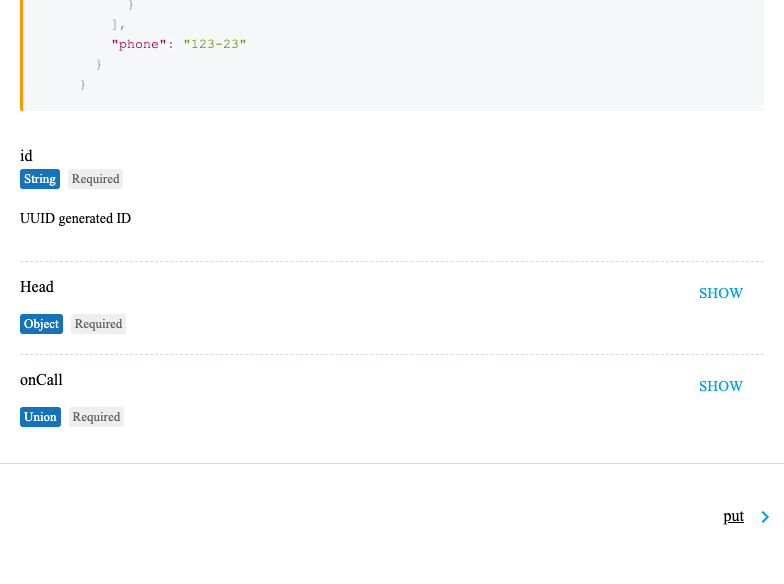 }
],
"phone": "123-23"
}
}
id
String Required
UUID generated ID
Head
SHOW
Object Required
onCall
SHOW
Union Required
put